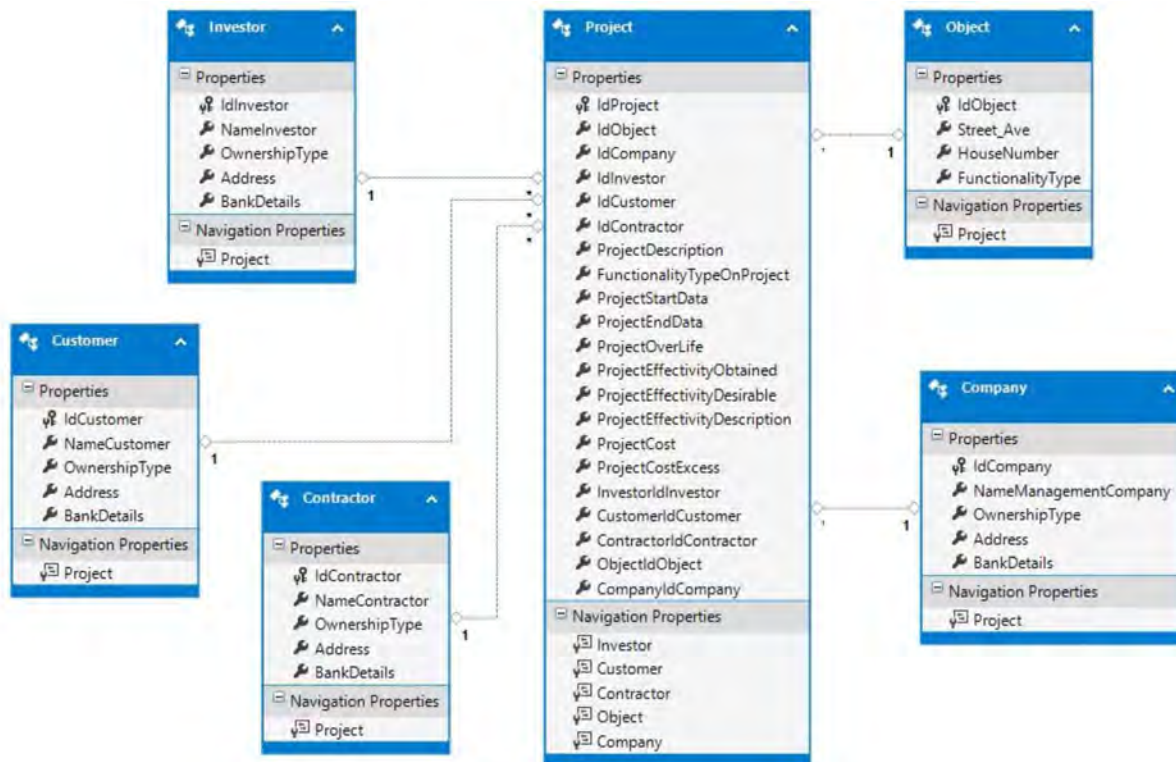 Investor
Properties
IdInvestor
NameInvestor
OwnershipType
Address
BankDetails
Navigation Properties
Project
Project
Properties
IdProject
IdObject
IdCompany
IdInvestor
IdCustomer
IdContractor
ProjectDescription
FunctionalityTypeOnProject
ProjectStartData
ProjectEndData
ProjectOverLife
ProjectEffectivityObtained
ProjectEffectivityDesirable
ProjectEffectivityDescription
ProjectCost
ProjectCostExcess
InvestorIdInvestor
CustomerIdCustomer
ContractorIdContractor
ObjectIdObject
CompanyIdCompany
Navigation Properties
Investor
Customer
Contractor
Object
Company
Object
Properties
IdObject
Street_Ave
HouseNumber
FunctionalityType
Navigation Properties
Project
Customer
Properties
IdCustomer
NameCustomer
OwnershipType
Address
BankDetails
Navigation Properties
Project
Contractor
Properties
IdContractor
NameContractor
OwnershipType
Address
BankDetails
Navigation Properties
Project
Company
Properties
IdCompany
NameManagementCompany
OwnershipType
Address
BankDetails
Navigation Properties
Project
1
*
*
*
1
1
1
1